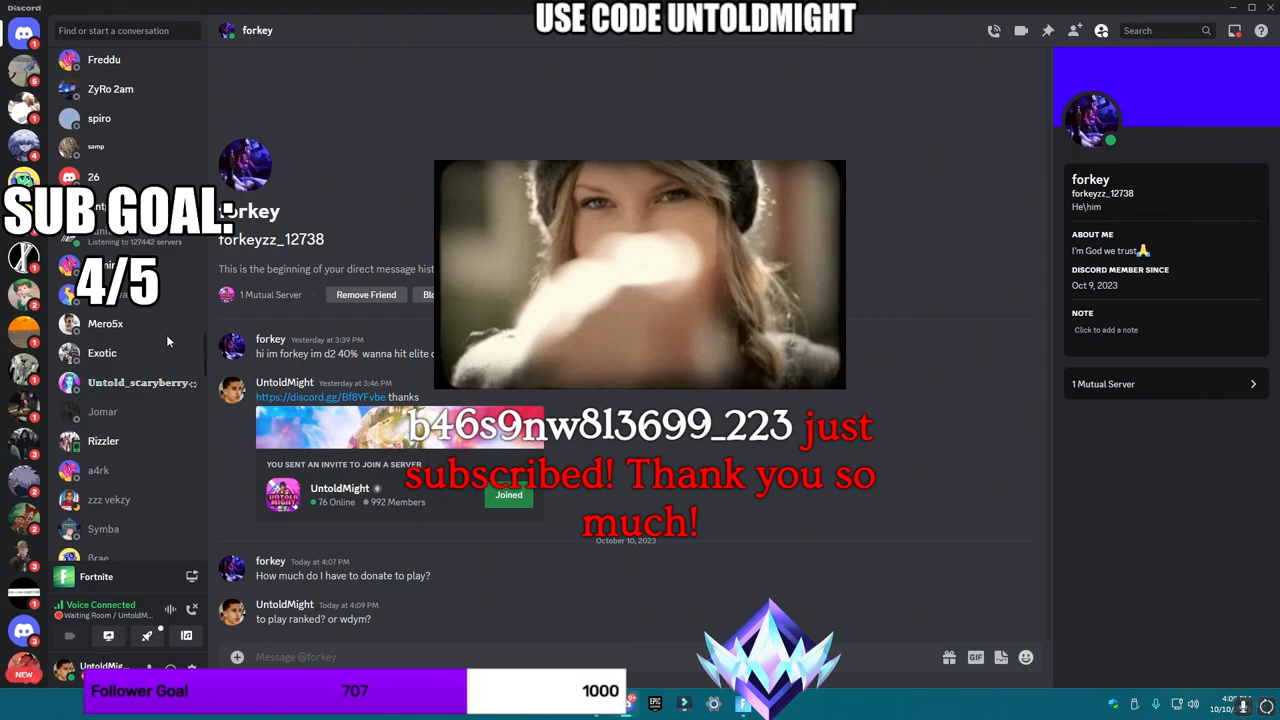 Discord
USE CODE UNTOLDMIGHT
Find or start a conversation
forkey
Search
Freddu
ZyRo 2am
spiro
samp
26
SUB GOAL:
4/5
Listening to 127442 servers
Mero5x
Exotic
Untold_scaryberry
Jomar
Rizzler
a4rk
zzz vekzy
Symba
Brae
Fortnite
Voice Connected
Waiting Room / UntoldM...
UntoldMig...
NEW
forkey
forkeyzz_12738
This is the beginning of your direct message hist
1 Mutual Server
Remove Friend
Blo
forkey Yesterday at 3:39 PM
hi im forkey im d2 40% wanna hit elite
UntoldMight Yesterday at 3:46 PM
https://discord.gg/Bf8YFvbe thanks
YOU SENT AN INVITE TO JOIN A SERVER
UntoldMight
76 Online 992 Members
Joined
b46s9nw8l3699_223 just
subscribed! Thank you so
much!
October 10, 2023
forkey Today at 4:07 PM
How much do I have to donate to play?
UntoldMight Today at 4:09 PM
to play ranked? or wdym?
Message @forkey
GIF
forkey
forkeyzz_12738
He\him
ABOUT ME
I'm God we trust🙏
DISCORD MEMBER SINCE
Oct 9, 2023
NOTE
Click to add a note
1 Mutual Server
Follower Goal 707 1000
EPIC
10/10/